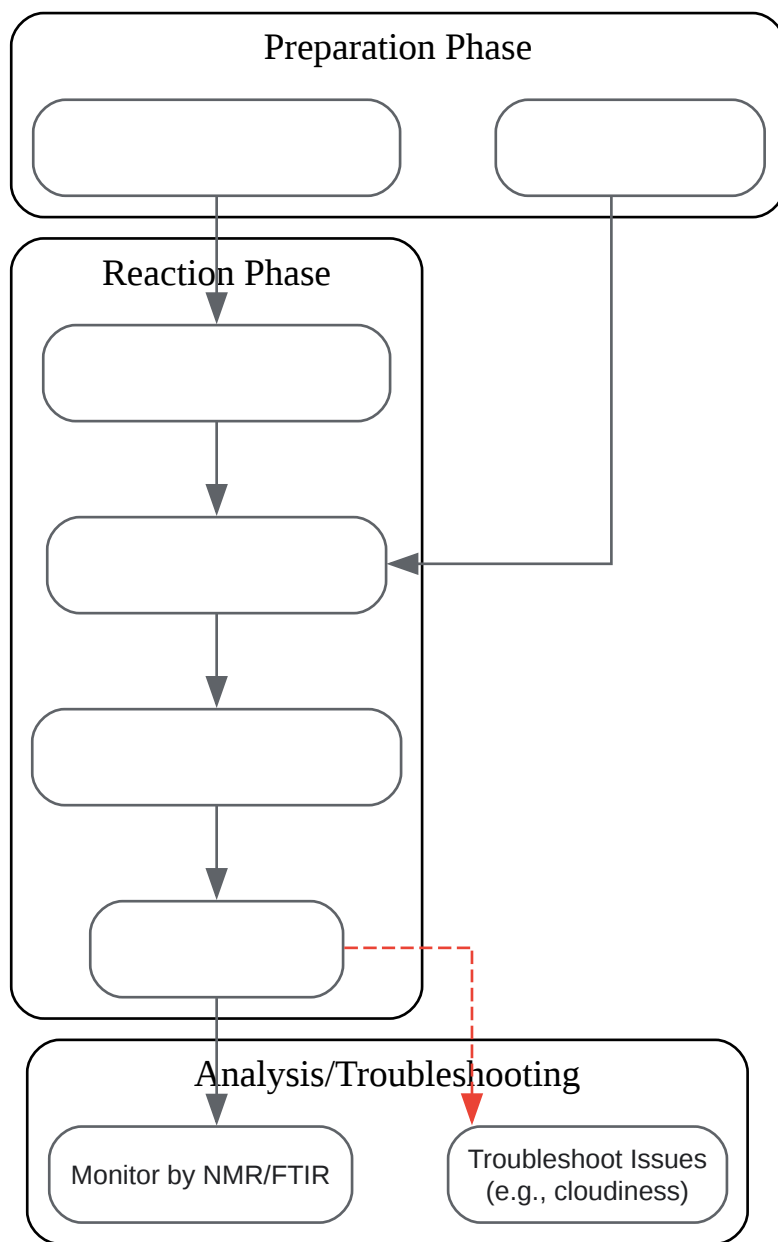 Preparation Phase
Reaction Phase
Analysis/Troubleshooting
Monitor by NMR/FTIR
Troubleshoot Issues
(e.g., cloudiness)